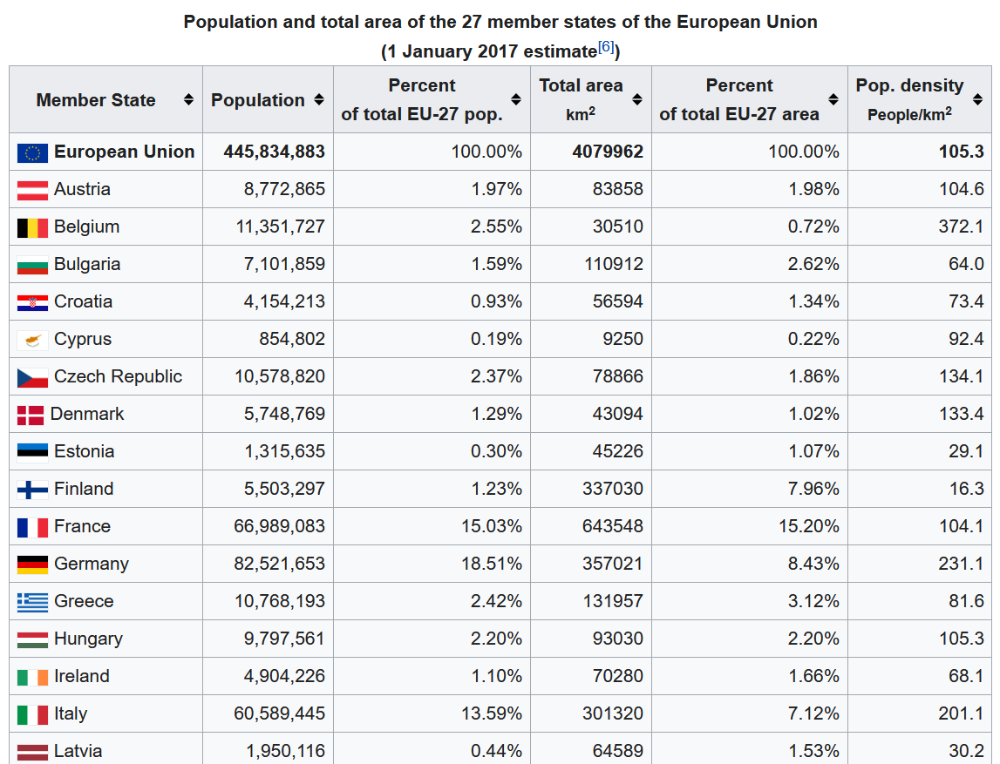 Population and total area of the 27 member states of the European Union
(1 January 2017 estimate[6])
Member State Population Percent of total EU-27 pop. Total area km2 Percent of total EU-27 area Pop. density People/km2
European Union 445,834,883 100.00% 4079962 100.00% 105.3
Austria 8,772,865 1.97% 83858 1.98% 104.6
Belgium 11,351,727 2.55% 30510 0.72% 372.1
Bulgaria 7,101,859 1.59% 110912 2.62% 64.0
Croatia 4,154,213 0.93% 56594 1.34% 73.4
Cyprus 854,802 0.19% 9250 0.22% 92.4
Czech Republic 10,578,820 2.37% 78866 1.86% 134.1
Denmark 5,748,769 1.29% 43094 1.02% 133.4
Estonia 1,315,635 0.30% 45226 1.07% 29.1
Finland 5,503,297 1.23% 337030 7.96% 16.3
France 66,989,083 15.03% 643548 15.20% 104.1
Germany 82,521,653 18.51% 357021 8.43% 231.1
Greece 10,768,193 2.42% 131957 3.12% 81.6
Hungary 9,797,561 2.20% 93030 2.20% 105.3
Ireland 4,904,226 1.10% 70280 1.66% 68.1
Italy 60,589,445 13.59% 301320 7.12% 201.1
Latvia 1,950,116 0.44% 64589 1.53% 30.2